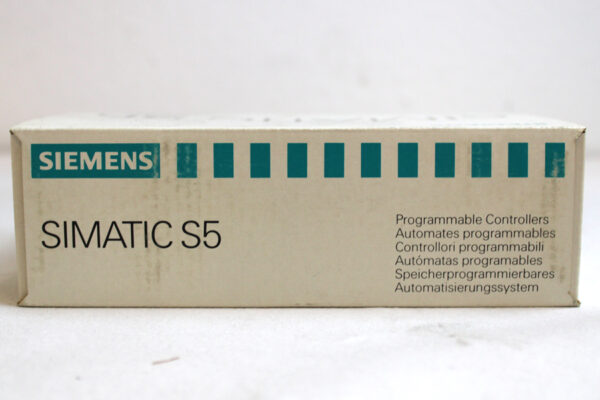 SIEMENS
SIMATIC S5
Programmable Controllers
Automates programmables
Controllori programmabili
Autómatas programables
Speicherprogrammierbares
Automatisierungssystem